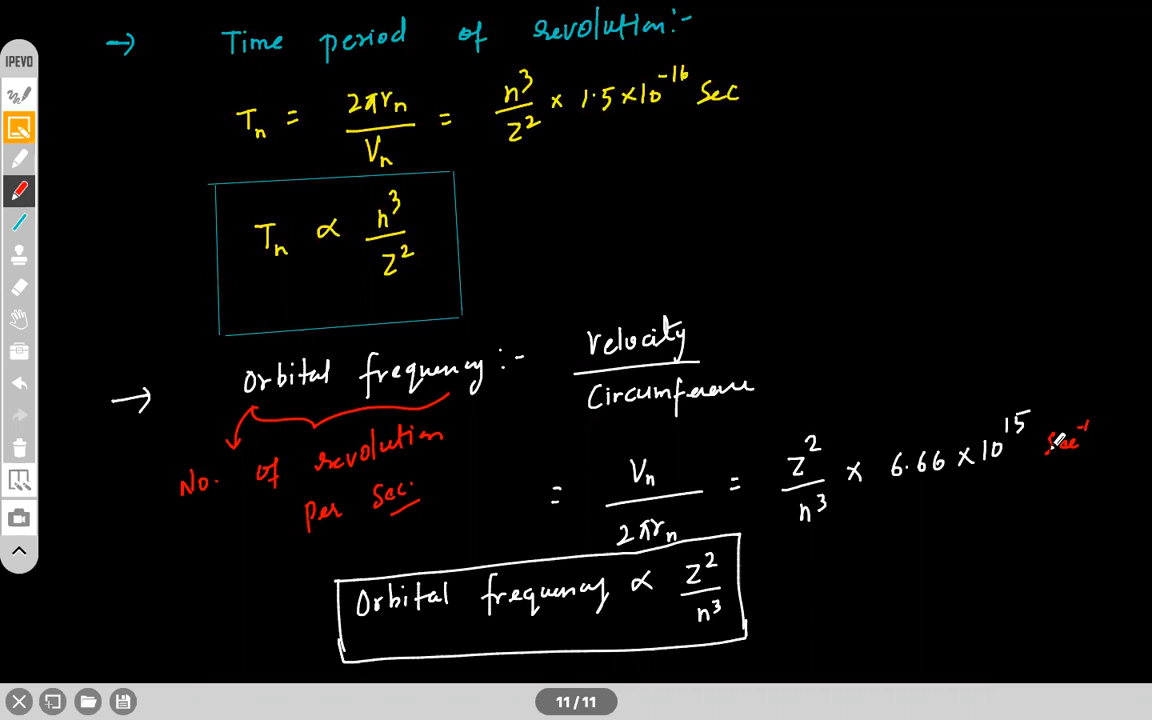 → Time period of revolution:-
IPEVO
Tn = 2πrn / Vn = n³ / Z² × 1.5 × 10⁻¹⁶ Sec
Tn ∝ n³ / Z²
→ Orbital frequency :- Velocity / Circumference
No. of revolution per Sec.
= Vn / 2πrn = Z² / n³ × 6.66 × 10¹⁵ Sec⁻¹
Orbital frequency ∝ Z² / n³
11/11